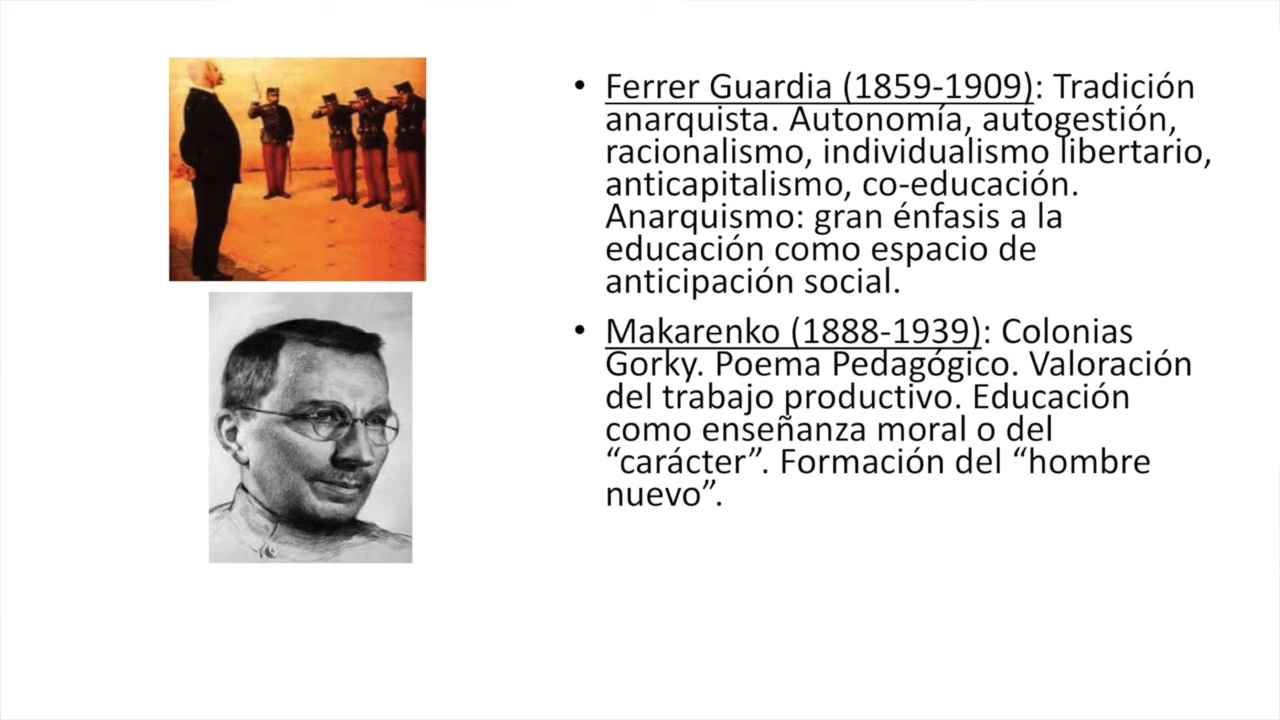 • Ferrer Guardia (1859-1909): Tradición
anarquista. Autonomía, autogestión,
racionalismo, individualismo libertario,
anticapitalismo, co-educación.
Anarquismo: gran énfasis a la
educación como espacio de
anticipación social.
• Makarenko (1888-1939): Colonias
Gorky. Poema Pedagógico. Valoración
del trabajo productivo. Educación
como enseñanza moral o del
“carácter”. Formación del “hombre
nuevo”.